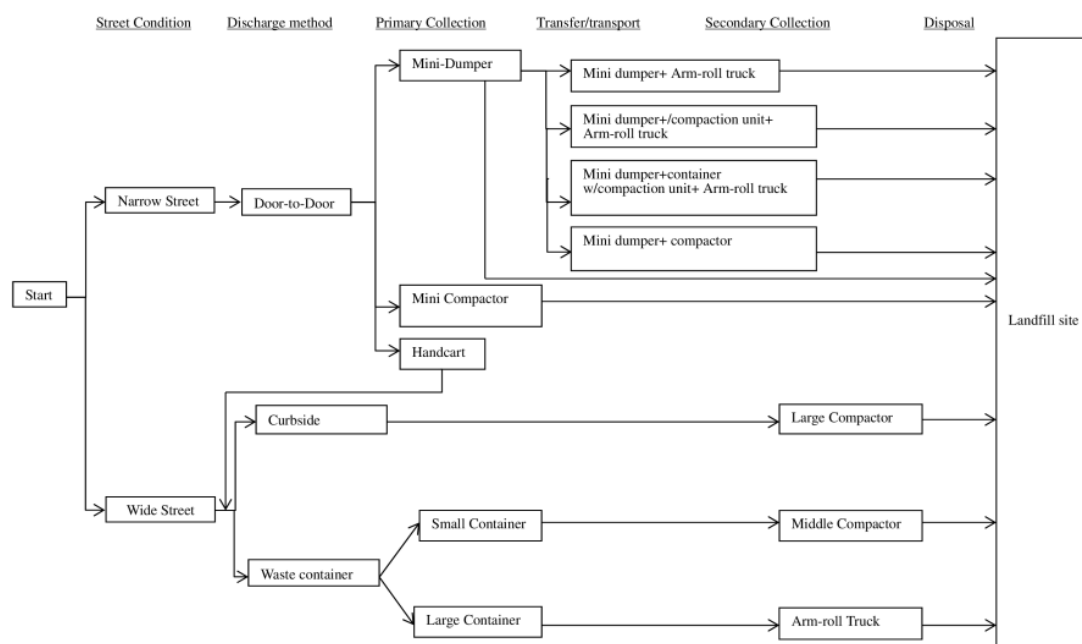 Street Condition
Discharge method
Primary Collection
Transfer/transport
Secondary Collection
Disposal
Mini-Dumper
Mini dumper+ Arm-roll truck
Mini dumper+/compaction unit+
Arm-roll truck
Mini dumper+container
w/compaction unit+ Arm-roll truck
Narrow Street
Door-to-Door
Mini dumper+ compactor
Start
Mini Compactor
Landfill site
Handcart
Curbside
Large Compactor
Wide Street
Small Container
Middle Compactor
Waste container
Large Container
Arm-roll Truck